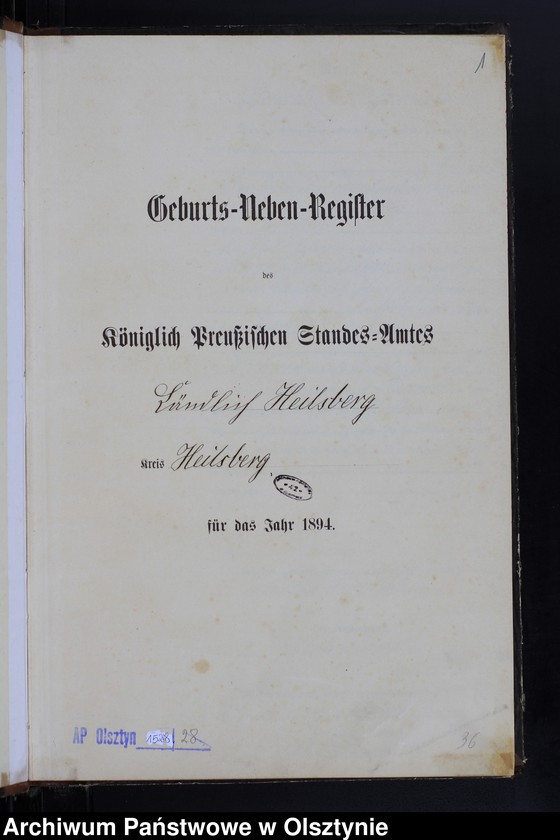 1
Geburts-Neben-Register
des
Königlich Preußischen Standes-Amtes
Ländlich Heilsberg
Kreis Heilsberg
für das Jahr 1894.
AP Olsztyn 1568/28
36
Archiwum Państwowe w Olsztynie